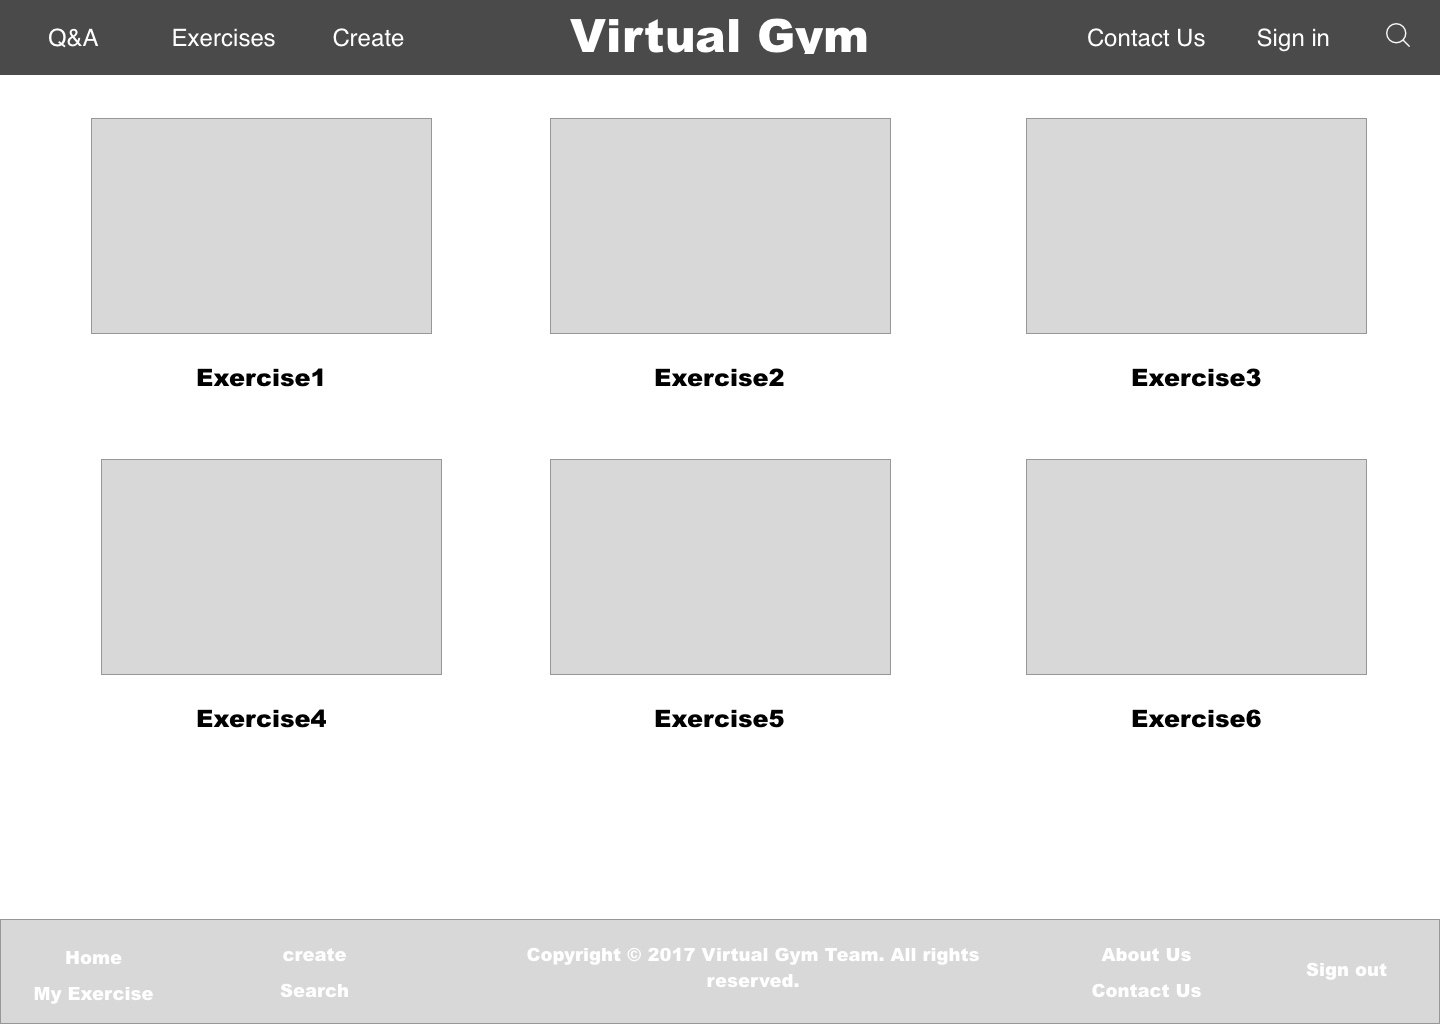 Q&A Exercises Create Virtual Gym Contact Us Sign in
Exercise1 Exercise2 Exercise3
Exercise4 Exercise5 Exercise6
Home create Copyright © 2017 Virtual Gym Team. All rights reserved. About Us Sign out
My Exercise Search Contact Us